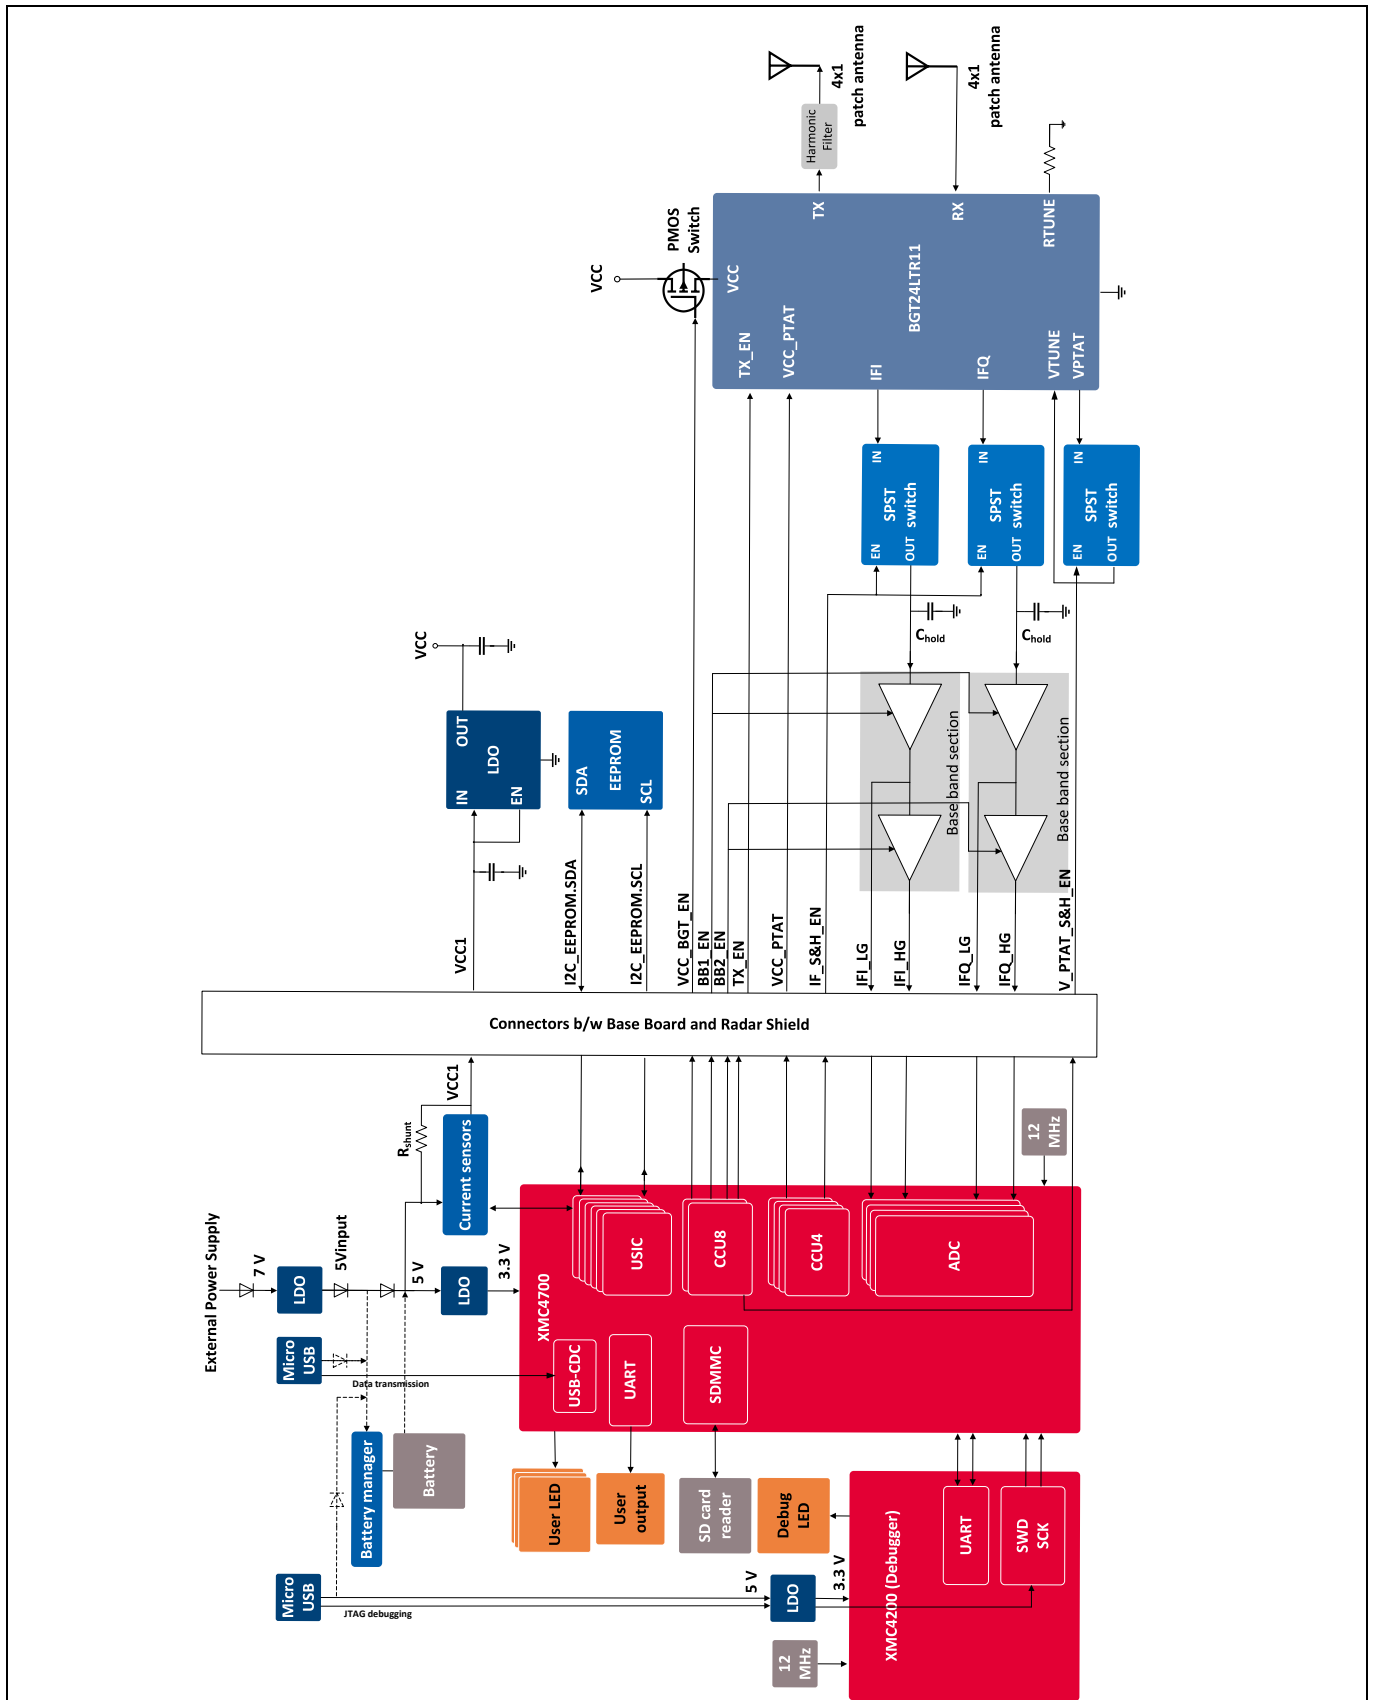 External Power Supply
7 V
LDO
5Vinput
5 V
LDO
3.3 V
Micro
USB
Data transmission
Battery manager
Battery
Micro
USB
JTAG debugging
5 V
LDO
3.3 V
12
MHz
R_shunt
Current sensors
VCC1
XMC4700
USB-CDC
UART
SDMMC
USIC
CCU8
CCU4
ADC
12
MHz
User LED
User
output
SD card
reader
Debug
LED
XMC4200 (Debugger)
UART
SWD
SCK
Connectors b/w Base Board and Radar Shield
VCC1
I2C_EEPROM.SDA
I2C_EEPROM.SCL
VCC_BGT_EN
BB1_EN
BB2_EN
TX_EN
VCC_PTAT
IF_S&H_EN
IFI_LG
IFI_HG
IFQ_LG
IFQ_HG
V_PTAT_S&H_EN
IN
EN
LDO
OUT
VCC
SDA
SCL
EEPROM
Base band section
Base band section
C_hold
C_hold
EN
OUT
SPST
switch
IN
EN
OUT
SPST
switch
IN
EN
OUT
SPST
switch
IN
VCC
PMOS
Switch
VCC
TX_EN
VCC_PTAT
IFI
IFQ
VTUNE
VPTAT
BGT24LTR11
TX
RX
RTUNE
Harmonic
Filter
4x1
patch antenna
4x1
patch antenna